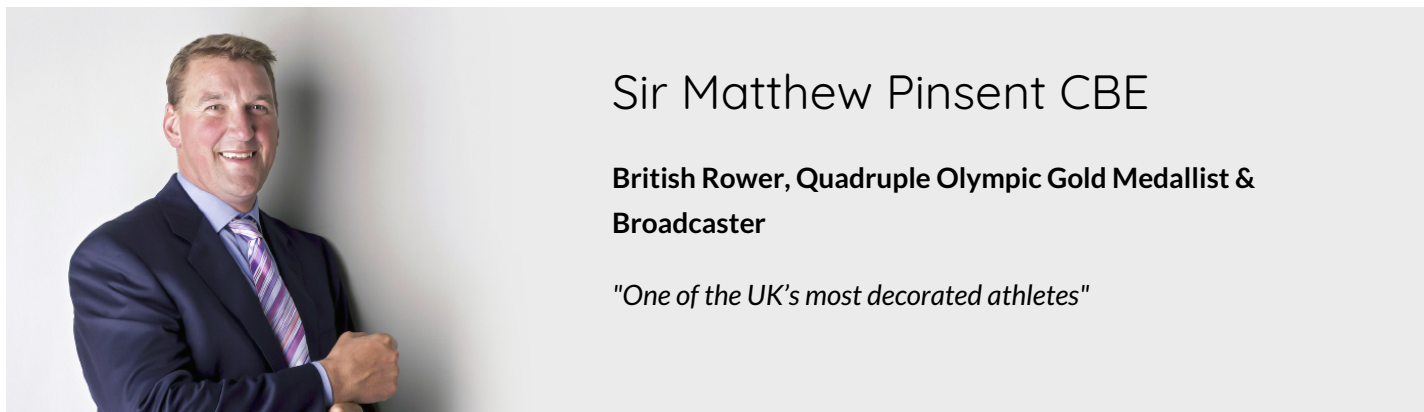 Sir Matthew Pinsent CBE
British Rower, Quadruple Olympic Gold Medallist &
Broadcaster
"One of the UK’s most decorated athletes"